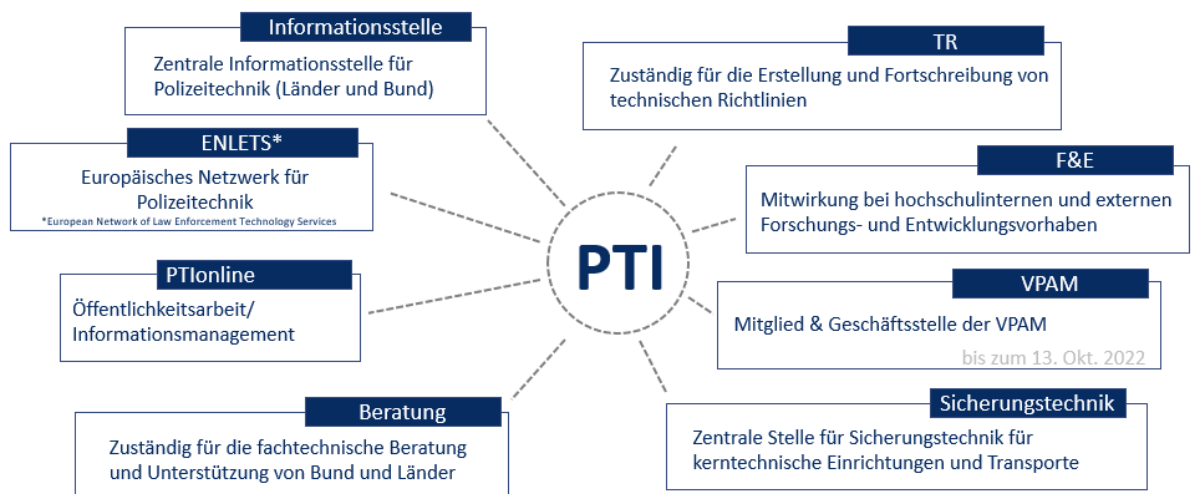 Informationsstelle
Zentrale Informationsstelle für
Polizeitechnik (Länder und Bund)
ENLETS*
Europäisches Netzwerk für
Polizeitechnik
*European Network of Law Enforcement Technology Services
PTIonline
Öffentlichkeitsarbeit/
Informationsmanagement
Beratung
Zuständig für die fachtechnische Beratung
und Unterstützung von Bund und Länder
PTI
TR
Zuständig für die Erstellung und Fortschreibung von
technischen Richtlinien
F&E
Mitwirkung bei hochschulinternen und externen
Forschungs- und Entwicklungsvorhaben
VPAM
Mitglied & Geschäftsstelle der VPAM
bis zum 13. Okt. 2022
Sicherungstechnik
Zentrale Stelle für Sicherungstechnik für
kerntechnische Einrichtungen und Transporte